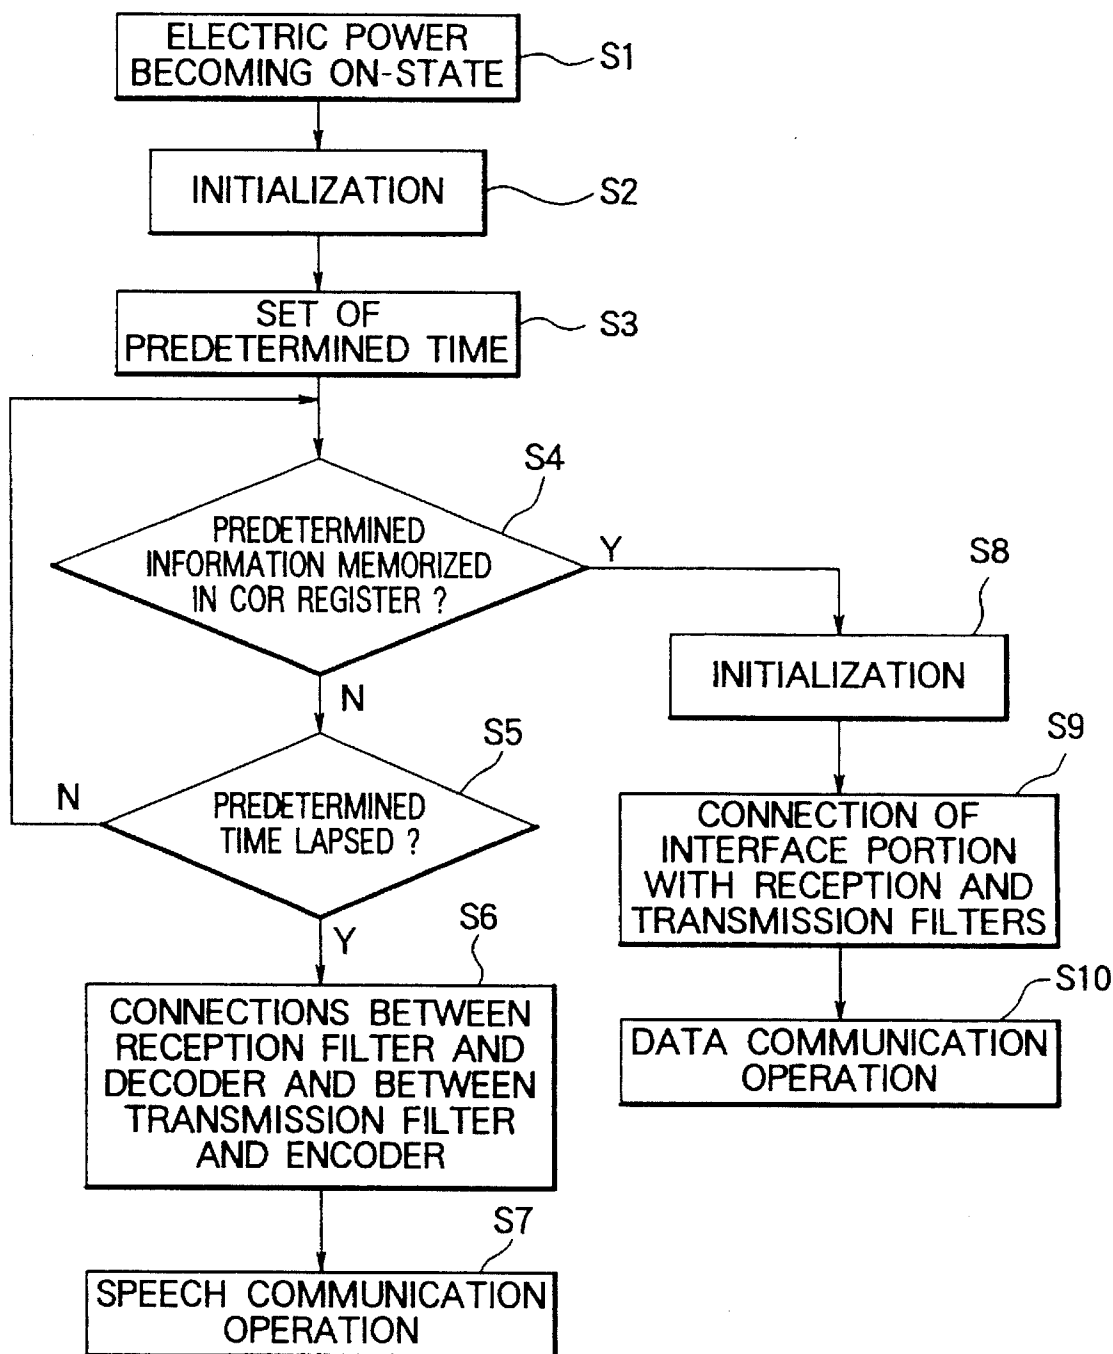 ELECTRIC POWER
BECOMING ON-STATE
S1
INITIALIZATION
S2
SET OF
PREDETERMINED TIME
S3
S4
PREDETERMINED
INFORMATION MEMORIZED
IN COR REGISTER ?
Y
N
S5
PREDETERMINED
TIME LAPSED ?
N
Y
S6
CONNECTIONS BETWEEN
RECEPTION FILTER AND
DECODER AND BETWEEN
TRANSMISSION FILTER
AND ENCODER
S7
SPEECH COMMUNICATION
OPERATION
S8
INITIALIZATION
S9
CONNECTION OF
INTERFACE PORTION
WITH RECEPTION AND
TRANSMISSION FILTERS
S10
DATA COMMUNICATION
OPERATION